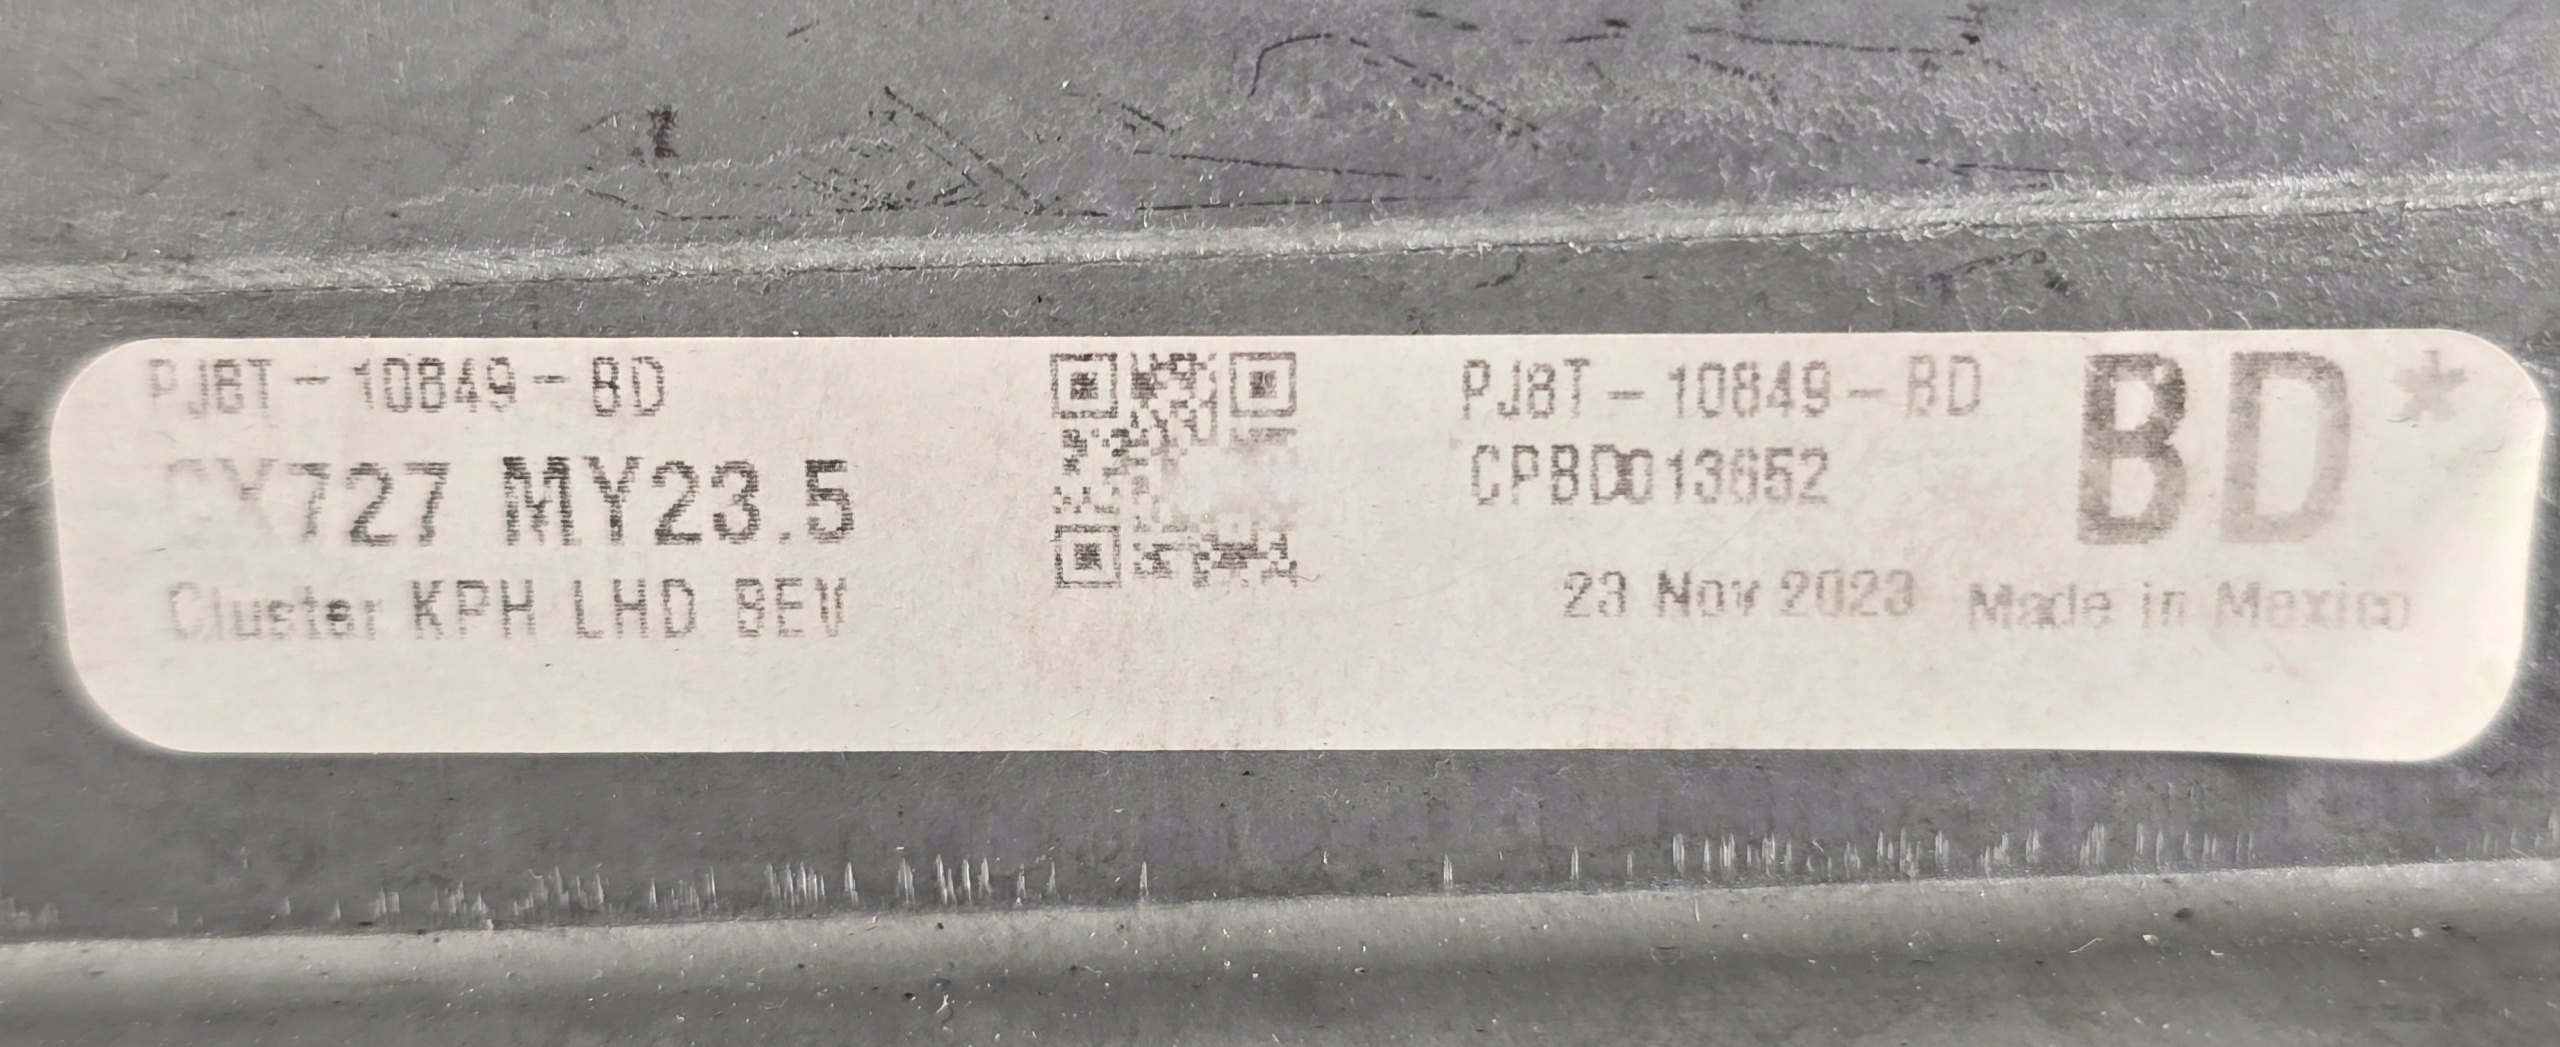 PJ8T-10849-BD
CX727 MY23.5
Cluster KPH LHD BEV
PJ8T-10849-BD
CPBD013652
23 Nov 2023
BD*
Made in Mexico